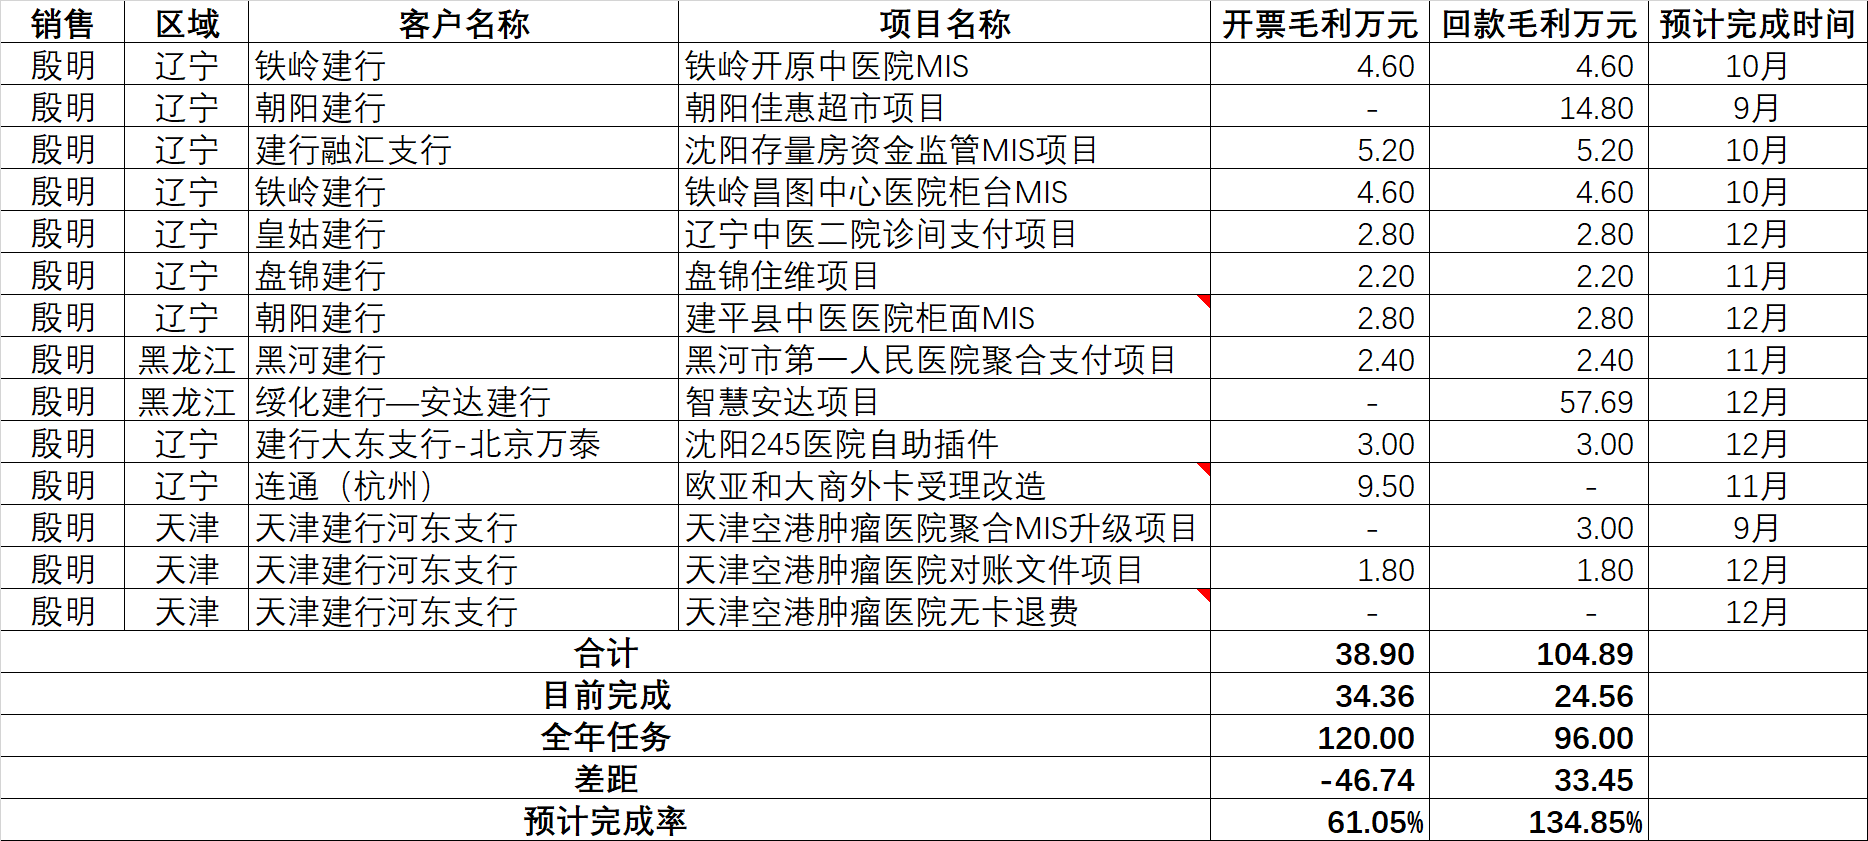 销售 区域 客户名称 项目名称 开票毛利万元 回款毛利万元 预计完成时间
殷明 辽宁 铁岭建行 铁岭开原中医院MIS 4.60 4.60 10月
殷明 辽宁 朝阳建行 朝阳佳惠超市项目 - 14.80 9月
殷明 辽宁 建行融汇支行 沈阳存量房资金监管MIS项目 5.20 5.20 10月
殷明 辽宁 铁岭建行 铁岭昌图中心医院柜台MIS 4.60 4.60 10月
殷明 辽宁 皇姑建行 辽宁中医二院诊间支付项目 2.80 2.80 12月
殷明 辽宁 盘锦建行 盘锦住维项目 2.20 2.20 11月
殷明 辽宁 朝阳建行 建平县中医医院柜面MIS 2.80 2.80 12月
殷明 黑龙江 黑河建行 黑河市第一人民医院聚合支付项目 2.40 2.40 11月
殷明 黑龙江 绥化建行—安达建行 智慧安达项目 - 57.69 12月
殷明 辽宁 建行大东支行-北京万泰 沈阳245医院自助插件 3.00 3.00 12月
殷明 辽宁 连通（杭州） 欧亚和大商外卡受理改造 9.50 - 11月
殷明 天津 天津建行河东支行 天津空港肿瘤医院聚合MIS升级项目 - 3.00 9月
殷明 天津 天津建行河东支行 天津空港肿瘤医院对账文件项目 1.80 1.80 12月
殷明 天津 天津建行河东支行 天津空港肿瘤医院无卡退费 - - 12月
合计 38.90 104.89
目前完成 34.36 24.56
全年任务 120.00 96.00
差距 -46.74 33.45
预计完成率 61.05% 134.85%